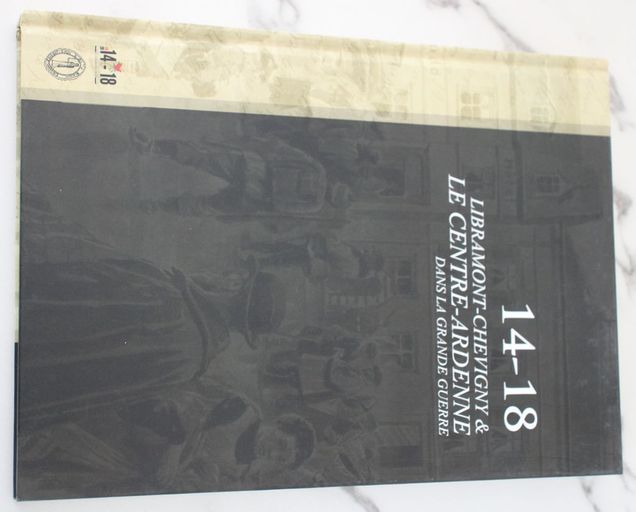 14-18
LIBRAMONT-CHEVIGNY &
LE CENTRE-ARDENNE
DANS LA GRANDE GUERRE
14-18